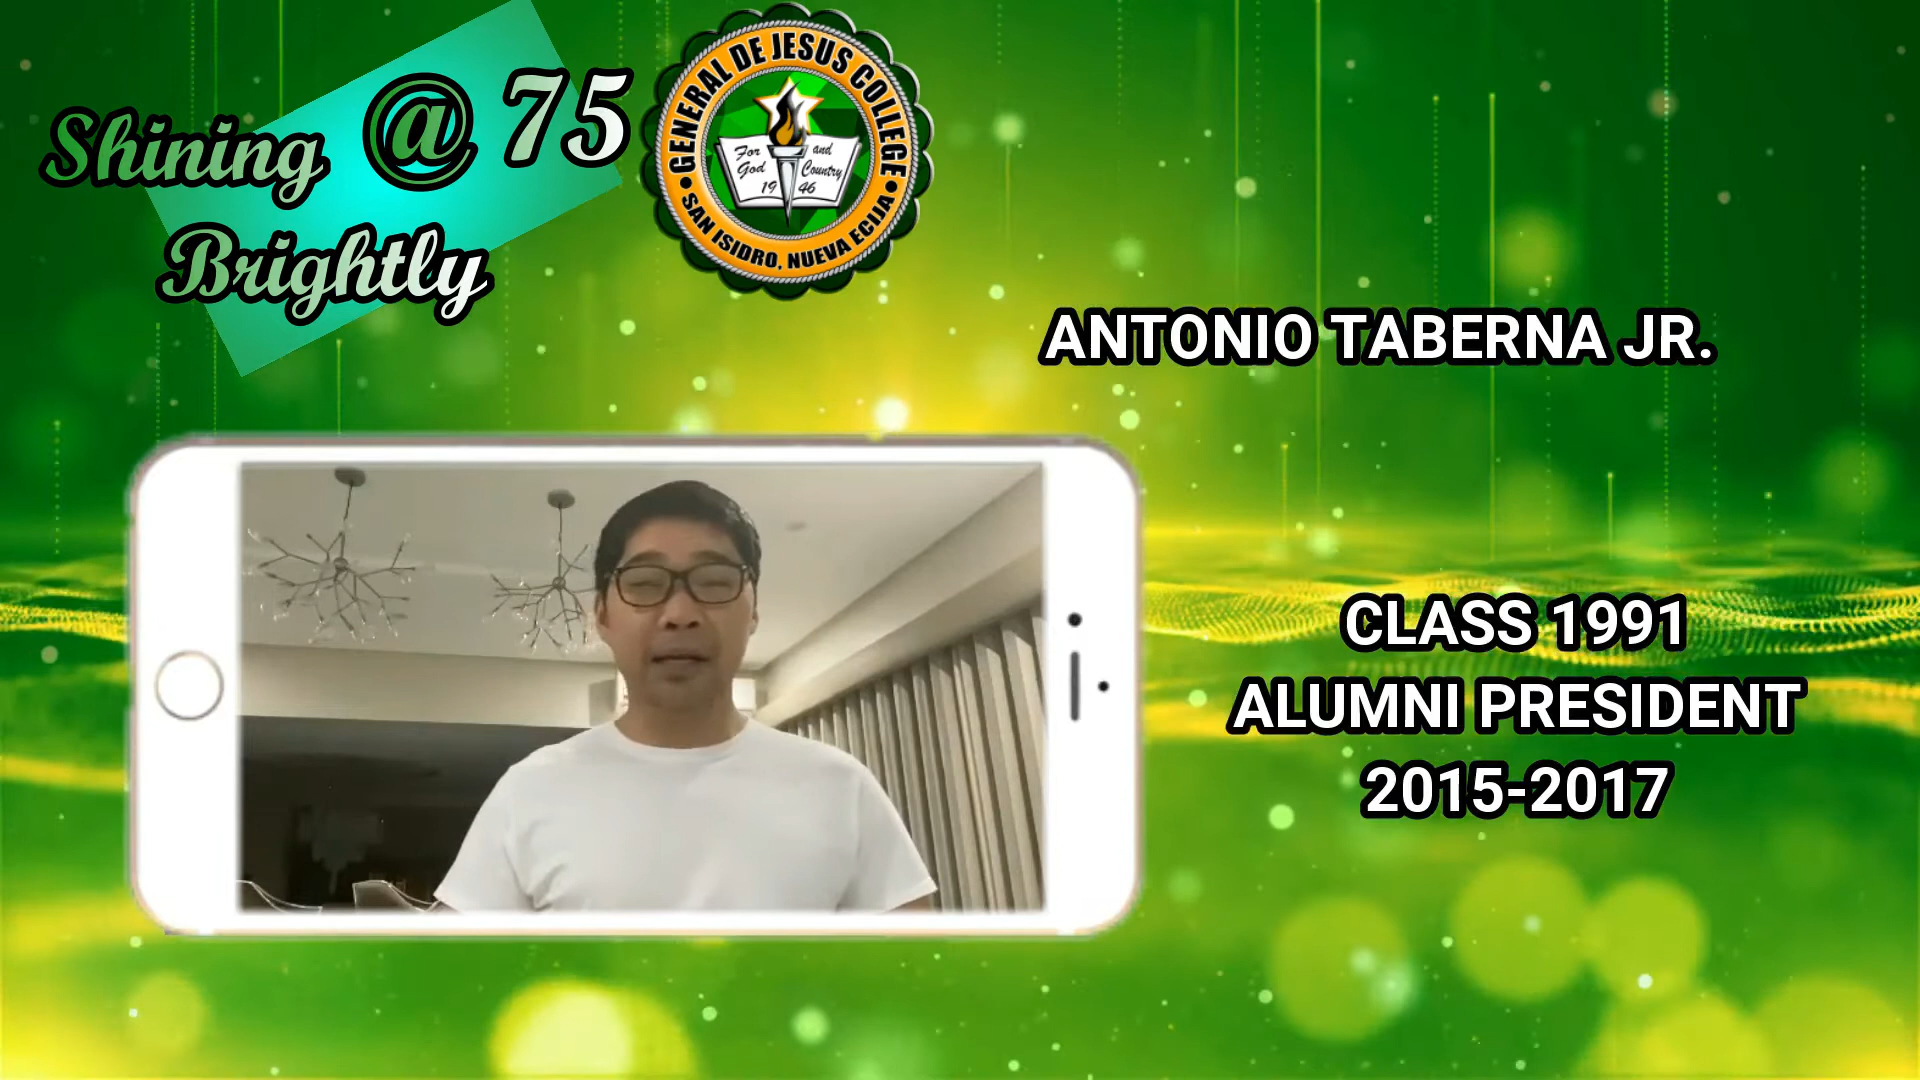 Shining @ 75
Brightly
GENERAL DE JESUS COLLEGE
For God and Country
19 46
SAN ISIDRO, NUEVA ECIJA
ANTONIO TABERNA JR.
CLASS 1991
ALUMNI PRESIDENT
2015-2017